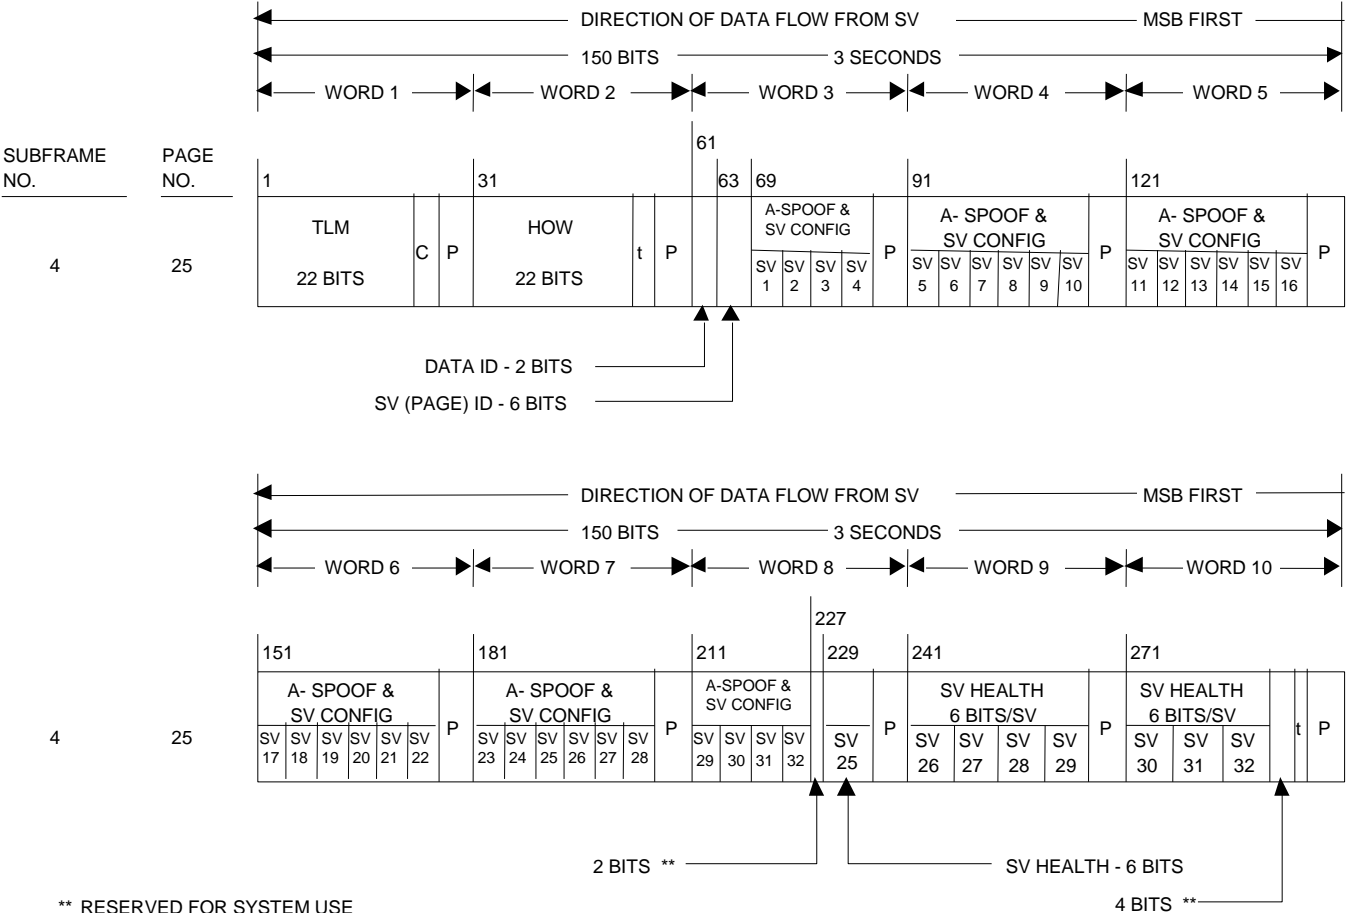 DIRECTION OF DATA FLOW FROM SV MSB FIRST
150 BITS 3 SECONDS
WORD 1 WORD 2 WORD 3 WORD 4 WORD 5
SUBFRAME NO.
PAGE NO.
61
1 31 63 69 91 121
4 25
TLM 22 BITS C P
HOW 22 BITS t P
A-SPOOF & SV CONFIG
SV 1 SV 2 SV 3 SV 4 P
A- SPOOF & SV CONFIG
SV 5 SV 6 SV 7 SV 8 SV 9 SV 10 P
A- SPOOF & SV CONFIG
SV 11 SV 12 SV 13 SV 14 SV 15 SV 16 P
DATA ID - 2 BITS
SV (PAGE) ID - 6 BITS
DIRECTION OF DATA FLOW FROM SV MSB FIRST
150 BITS 3 SECONDS
WORD 6 WORD 7 WORD 8 WORD 9 WORD 10
227
151 181 211 229 241 271
4 25
A- SPOOF & SV CONFIG
SV 17 SV 18 SV 19 SV 20 SV 21 SV 22 P
A- SPOOF & SV CONFIG
SV 23 SV 24 SV 25 SV 26 SV 27 SV 28 P
A-SPOOF & SV CONFIG
SV 29 SV 30 SV 31 SV 32
SV 25 P
SV HEALTH 6 BITS/SV
SV 26 SV 27 SV 28 SV 29 P
SV HEALTH 6 BITS/SV
SV 30 SV 31 SV 32 t P
2 BITS **
SV HEALTH - 6 BITS
4 BITS **
** RESERVED FOR SYSTEM USE